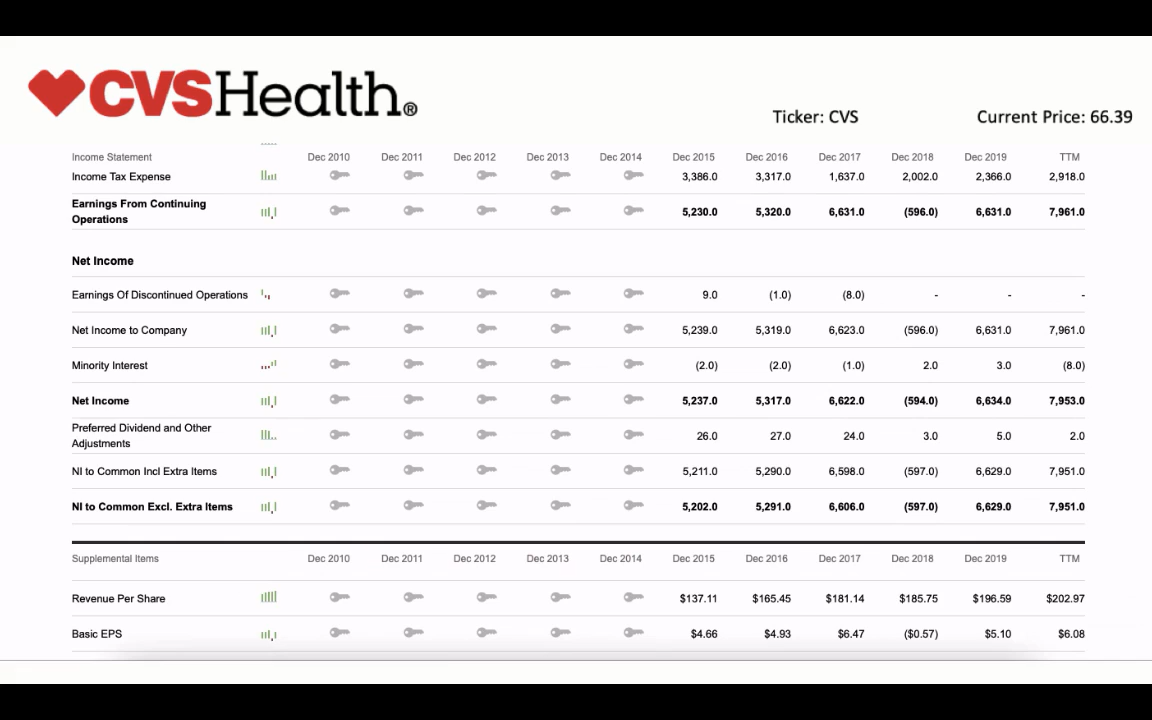 CVSHealth®
Ticker: CVS Current Price: 66.39
Income Statement Dec 2010 Dec 2011 Dec 2012 Dec 2013 Dec 2014 Dec 2015 Dec 2016 Dec 2017 Dec 2018 Dec 2019 TTM
Income Tax Expense 3,386.0 3,317.0 1,637.0 2,002.0 2,366.0 2,918.0
Earnings From Continuing
Operations 5,230.0 5,320.0 6,631.0 (596.0) 6,631.0 7,961.0
Net Income
Earnings Of Discontinued Operations 9.0 (1.0) (8.0) - - -
Net Income to Company 5,239.0 5,319.0 6,623.0 (596.0) 6,631.0 7,961.0
Minority Interest (2.0) (2.0) (1.0) 2.0 3.0 (8.0)
Net Income 5,237.0 5,317.0 6,622.0 (594.0) 6,634.0 7,953.0
Preferred Dividend and Other
Adjustments 26.0 27.0 24.0 3.0 5.0 2.0
NI to Common Incl Extra Items 5,211.0 5,290.0 6,598.0 (597.0) 6,629.0 7,951.0
NI to Common Excl. Extra Items 5,202.0 5,291.0 6,606.0 (597.0) 6,629.0 7,951.0
Supplemental Items Dec 2010 Dec 2011 Dec 2012 Dec 2013 Dec 2014 Dec 2015 Dec 2016 Dec 2017 Dec 2018 Dec 2019 TTM
Revenue Per Share $137.11 $165.45 $181.14 $185.75 $196.59 $202.97
Basic EPS $4.66 $4.93 $6.47 ($0.57) $5.10 $6.08